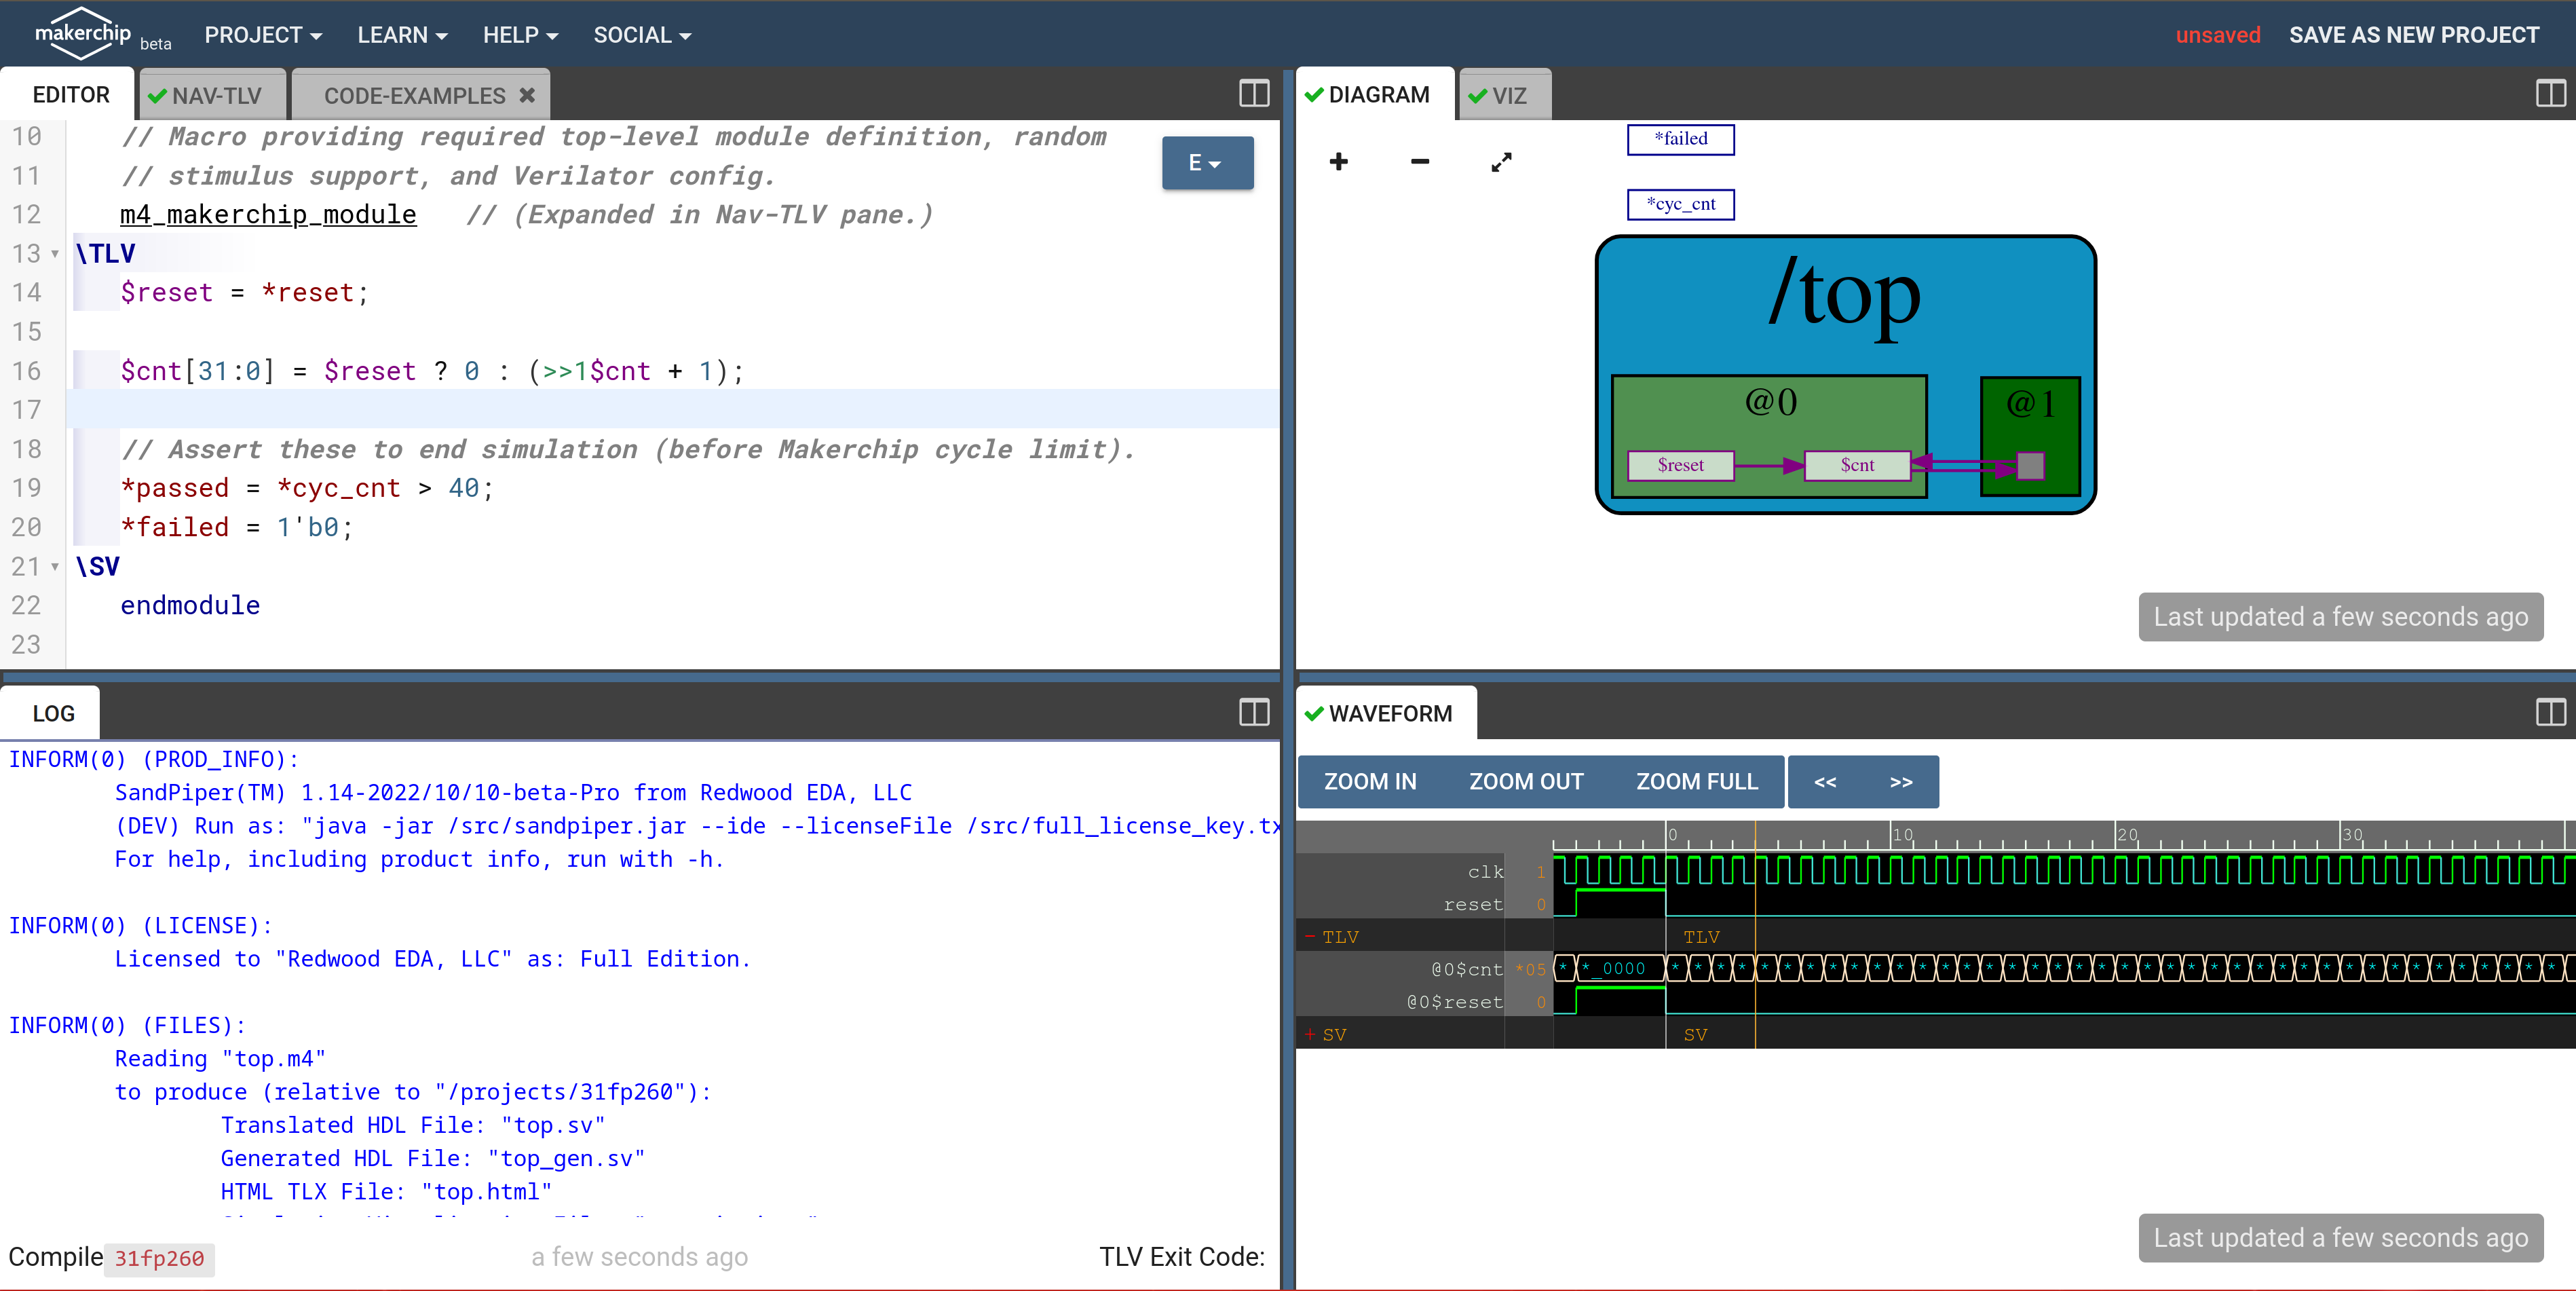 makerchip beta PROJECT LEARN HELP SOCIAL unsaved SAVE AS NEW PROJECT
EDITOR NAV-TLV CODE-EXAMPLES
10 // Macro providing required top-level module definition, random
11 // stimulus support, and Verilator config.
E
12 m4_makerchip_module // (Expanded in Nav-TLV pane.)
13 \TLV
14 $reset = *reset;
15
16 $cnt[31:0] = $reset ? 0 : (>>1$cnt + 1);
17
18 // Assert these to end simulation (before Makerchip cycle limit).
19 *passed = *cyc_cnt > 40;
20 *failed = 1'b0;
21 \SV
22 endmodule
23
DIAGRAM VIZ
*failed
*cyc_cnt
/top
@0 @1
$reset $cnt
Last updated a few seconds ago
LOG
INFORM(0) (PROD_INFO):
SandPiper(TM) 1.14-2022/10/10-beta-Pro from Redwood EDA, LLC
(DEV) Run as: "java -jar /src/sandpiper.jar --ide --licenseFile /src/full_license_key.tx
For help, including product info, run with -h.
INFORM(0) (LICENSE):
Licensed to "Redwood EDA, LLC" as: Full Edition.
INFORM(0) (FILES):
Reading "top.m4"
to produce (relative to "/projects/31fp260"):
Translated HDL File: "top.sv"
Generated HDL File: "top_gen.sv"
HTML TLX File: "top.html"
Compile 31fp260 a few seconds ago TLV Exit Code:
WAVEFORM
ZOOM IN ZOOM OUT ZOOM FULL << >>
0 10 20 30
clk 1
reset 0
- TLV TLV
@0$cnt *05 * *_0000 * * * * * * * * * * * * * * * * * * * * * * * * * * * * * * * * * * * * * * * *
@0$reset 0
+ SV SV
Last updated a few seconds ago